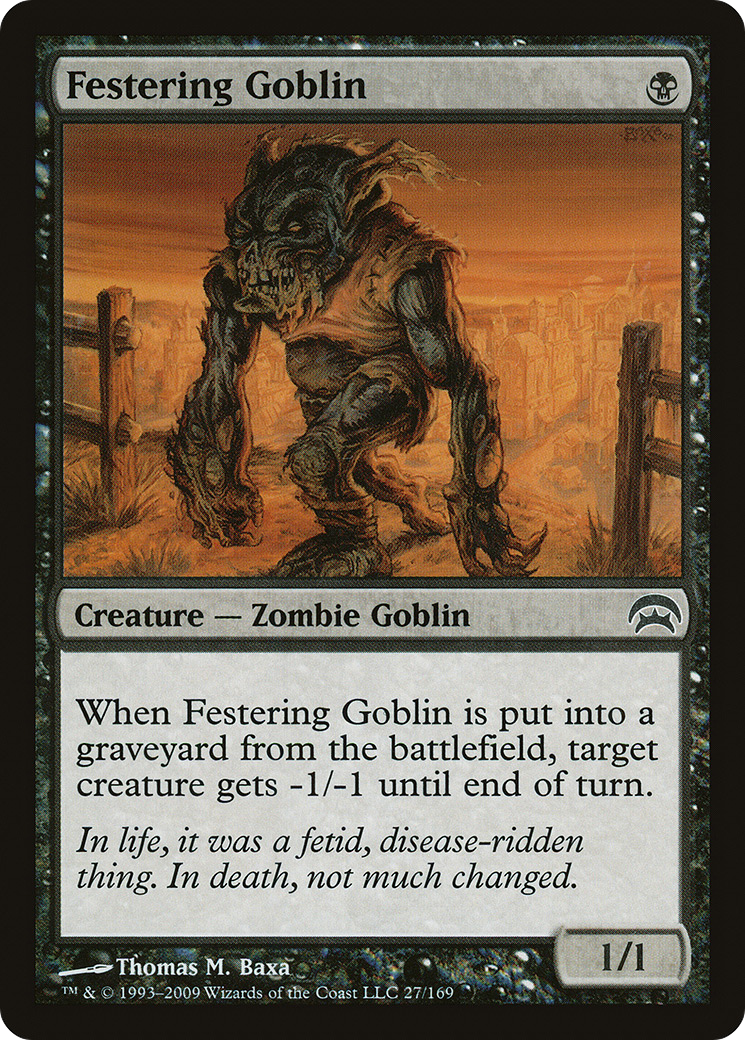 Festering Goblin
Creature — Zombie Goblin
When Festering Goblin is put into a
graveyard from the battlefield, target
creature gets -1/-1 until end of turn.
In life, it was a fetid, disease-ridden
thing. In death, not much changed.
1/1
Thomas M. Baxa
™ & © 1993–2009 Wizards of the Coast LLC 27/169